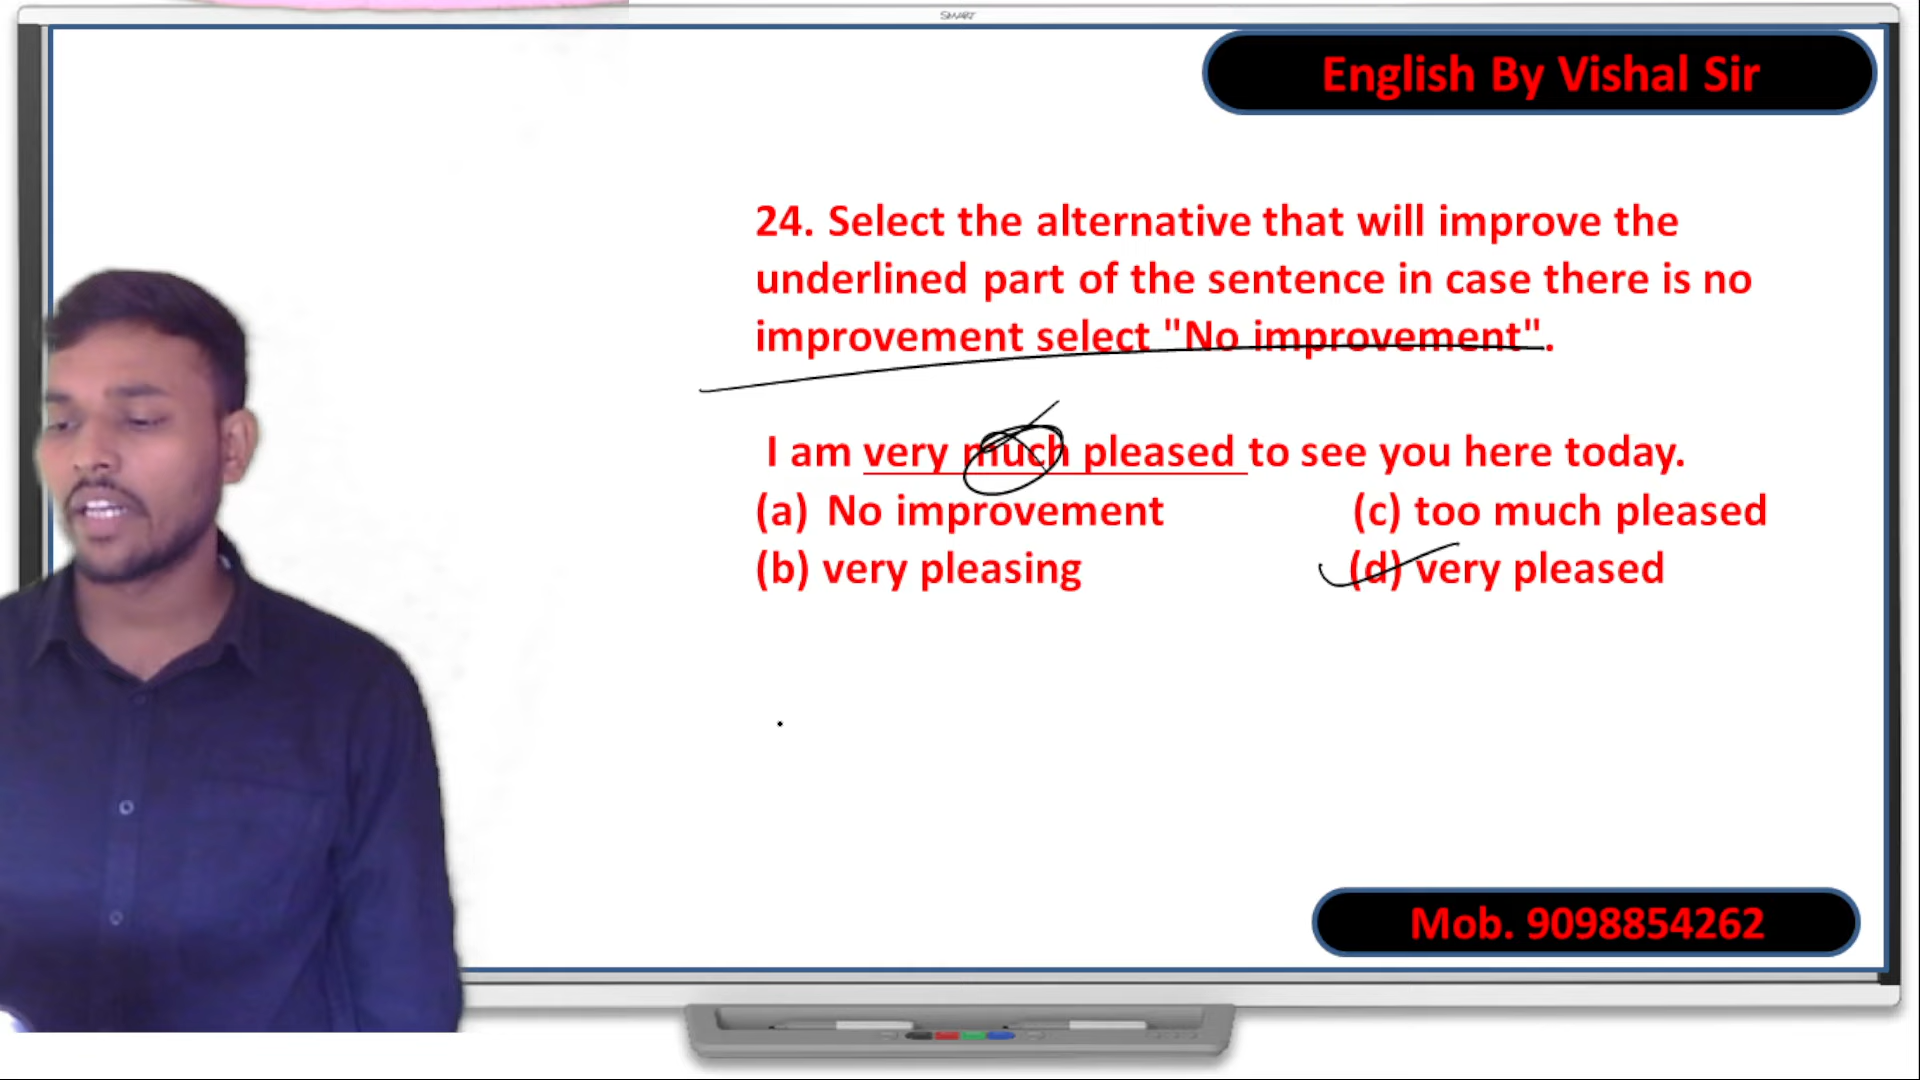 SMART
English By Vishal Sir
24. Select the alternative that will improve the
underlined part of the sentence in case there is no
improvement select "No improvement".
I am very much pleased to see you here today.
(a) No improvement (c) too much pleased
(b) very pleasing (d) very pleased
Mob. 9098854262